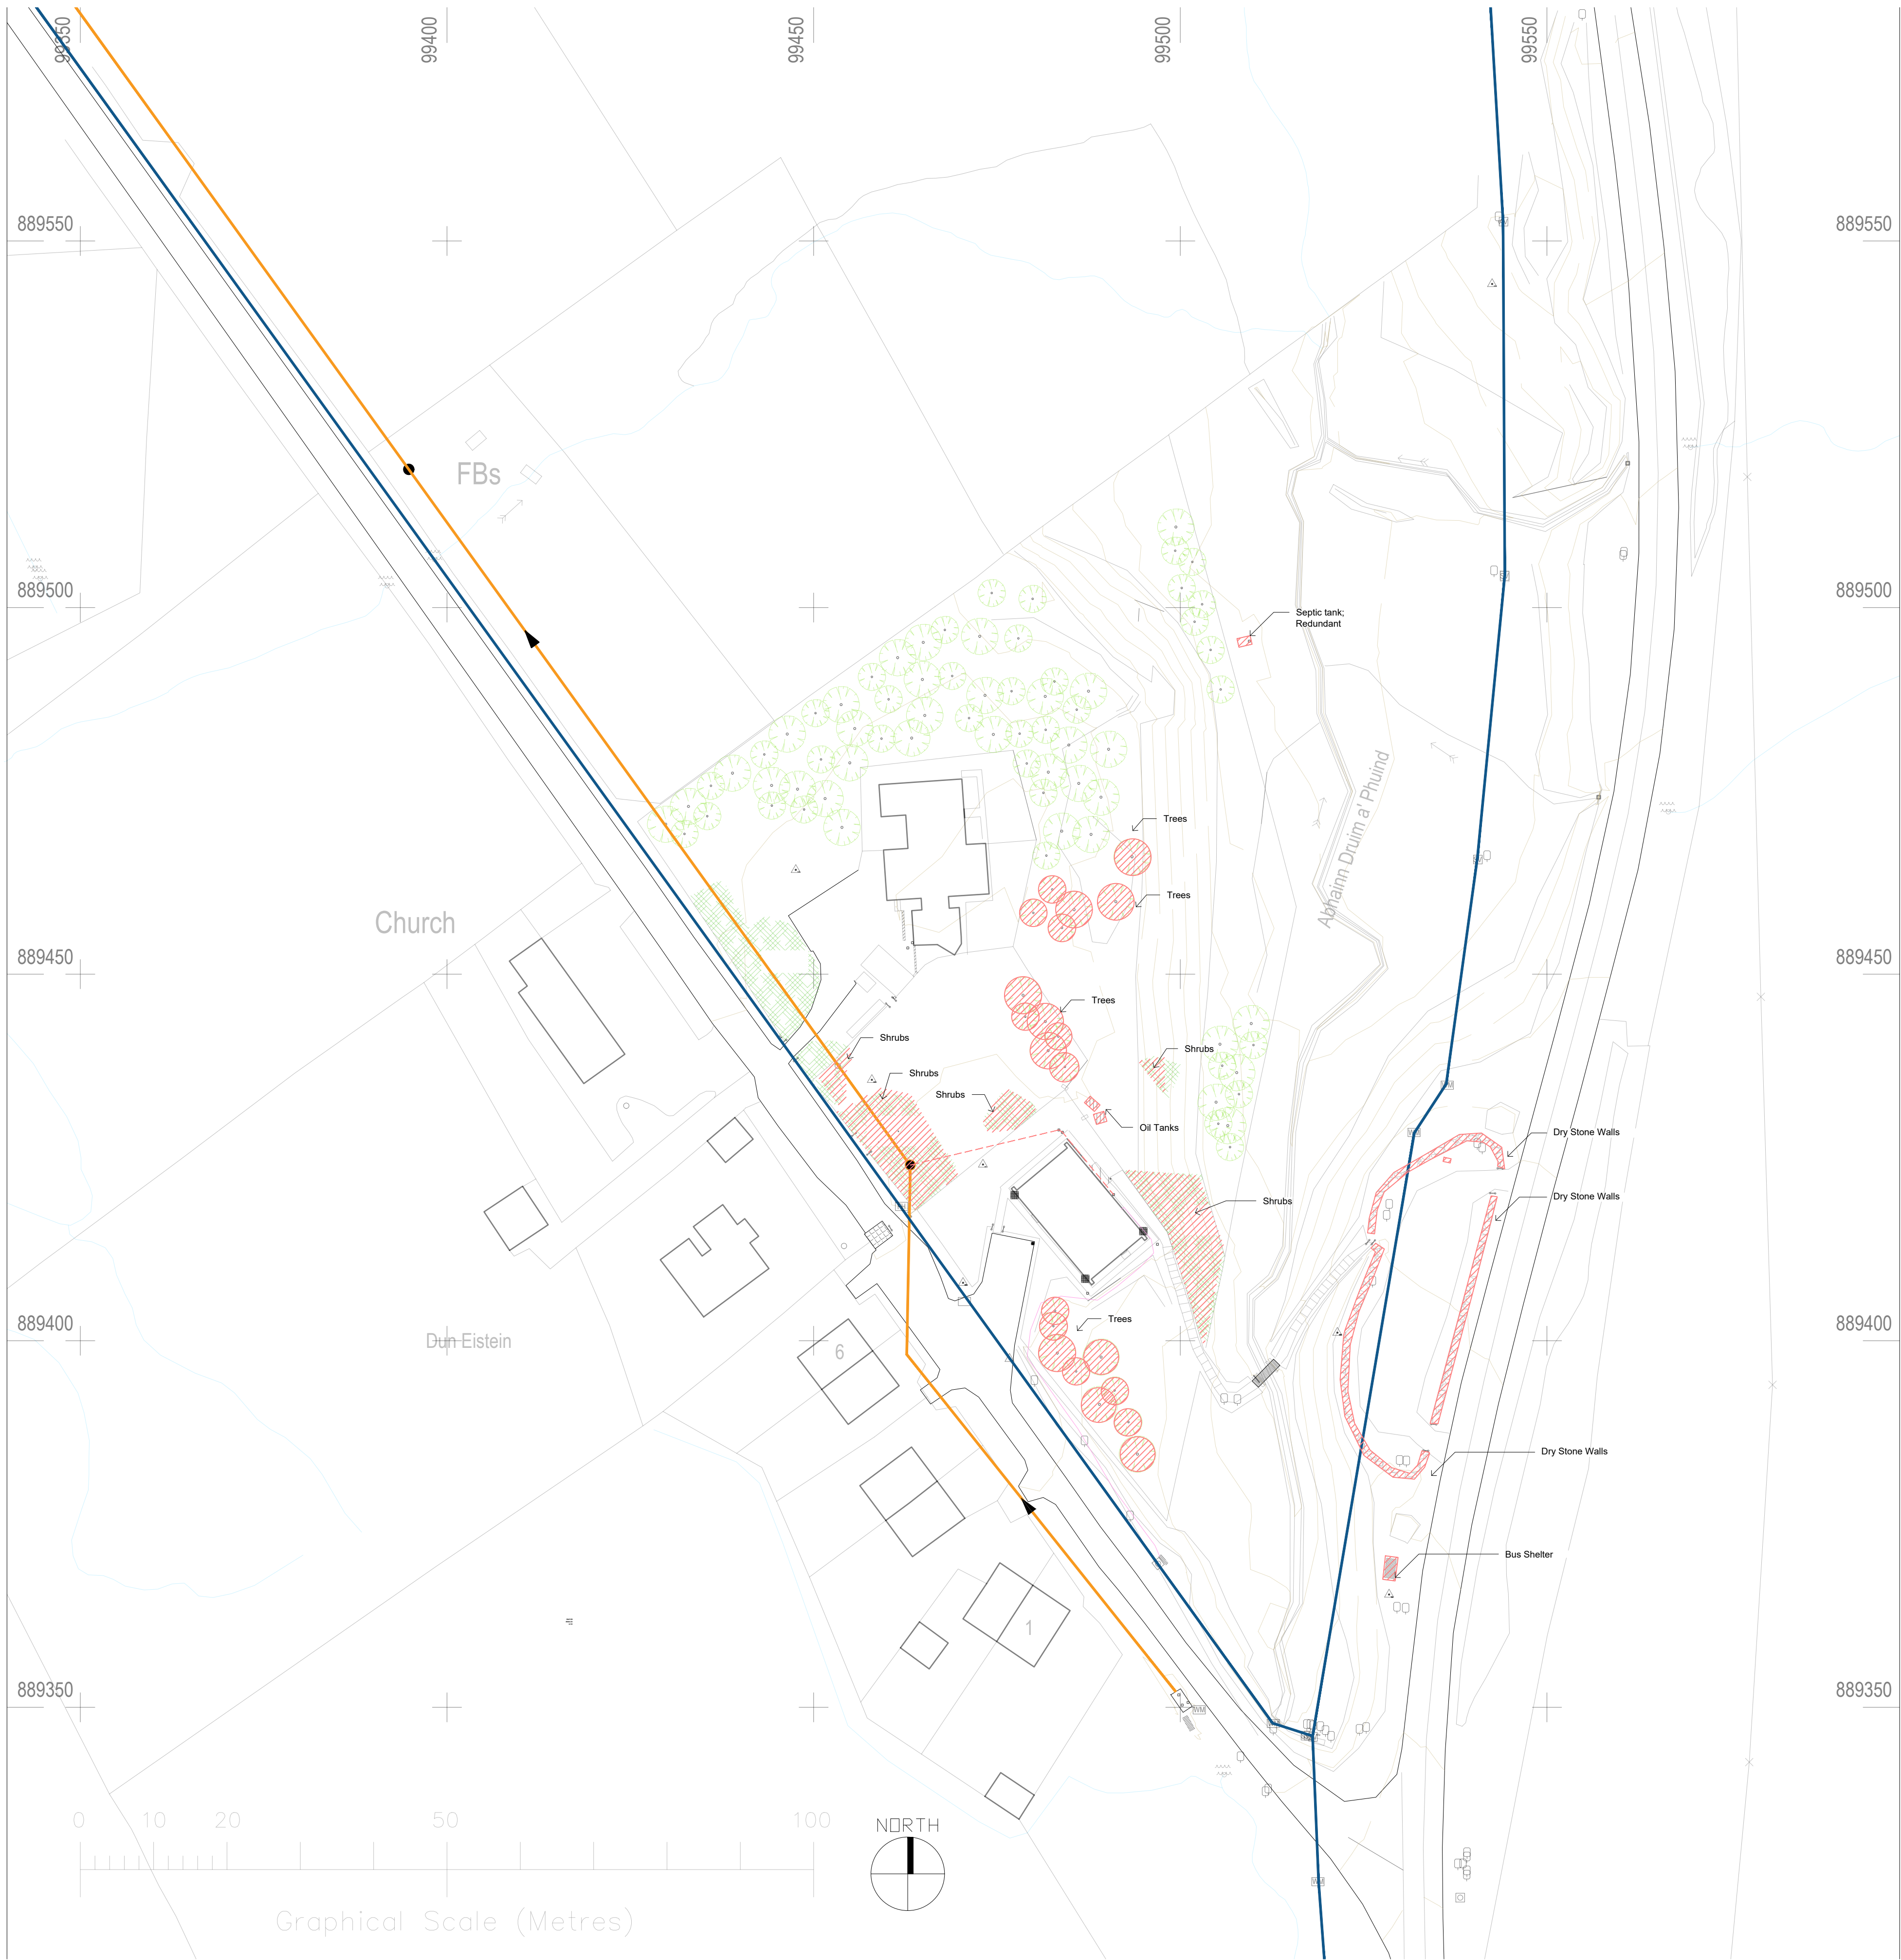 99350
99400
99450
99500
99550
889550
889550
FBs
889500
889500
Septic tank;
Redundant
Trees
Abhainn Druim a' Phuind
Trees
Church
889450
889450
Trees
Shrubs
Shrubs
Shrubs
Shrubs
Oil Tanks
Dry Stone Walls
Dry Stone Walls
Shrubs
889400
889400
Dun Eistein
6
Trees
Dry Stone Walls
Bus Shelter
1
889350
889350
WM
0 10 20 50 100
NORTH
WM
Graphical Scale (Metres)